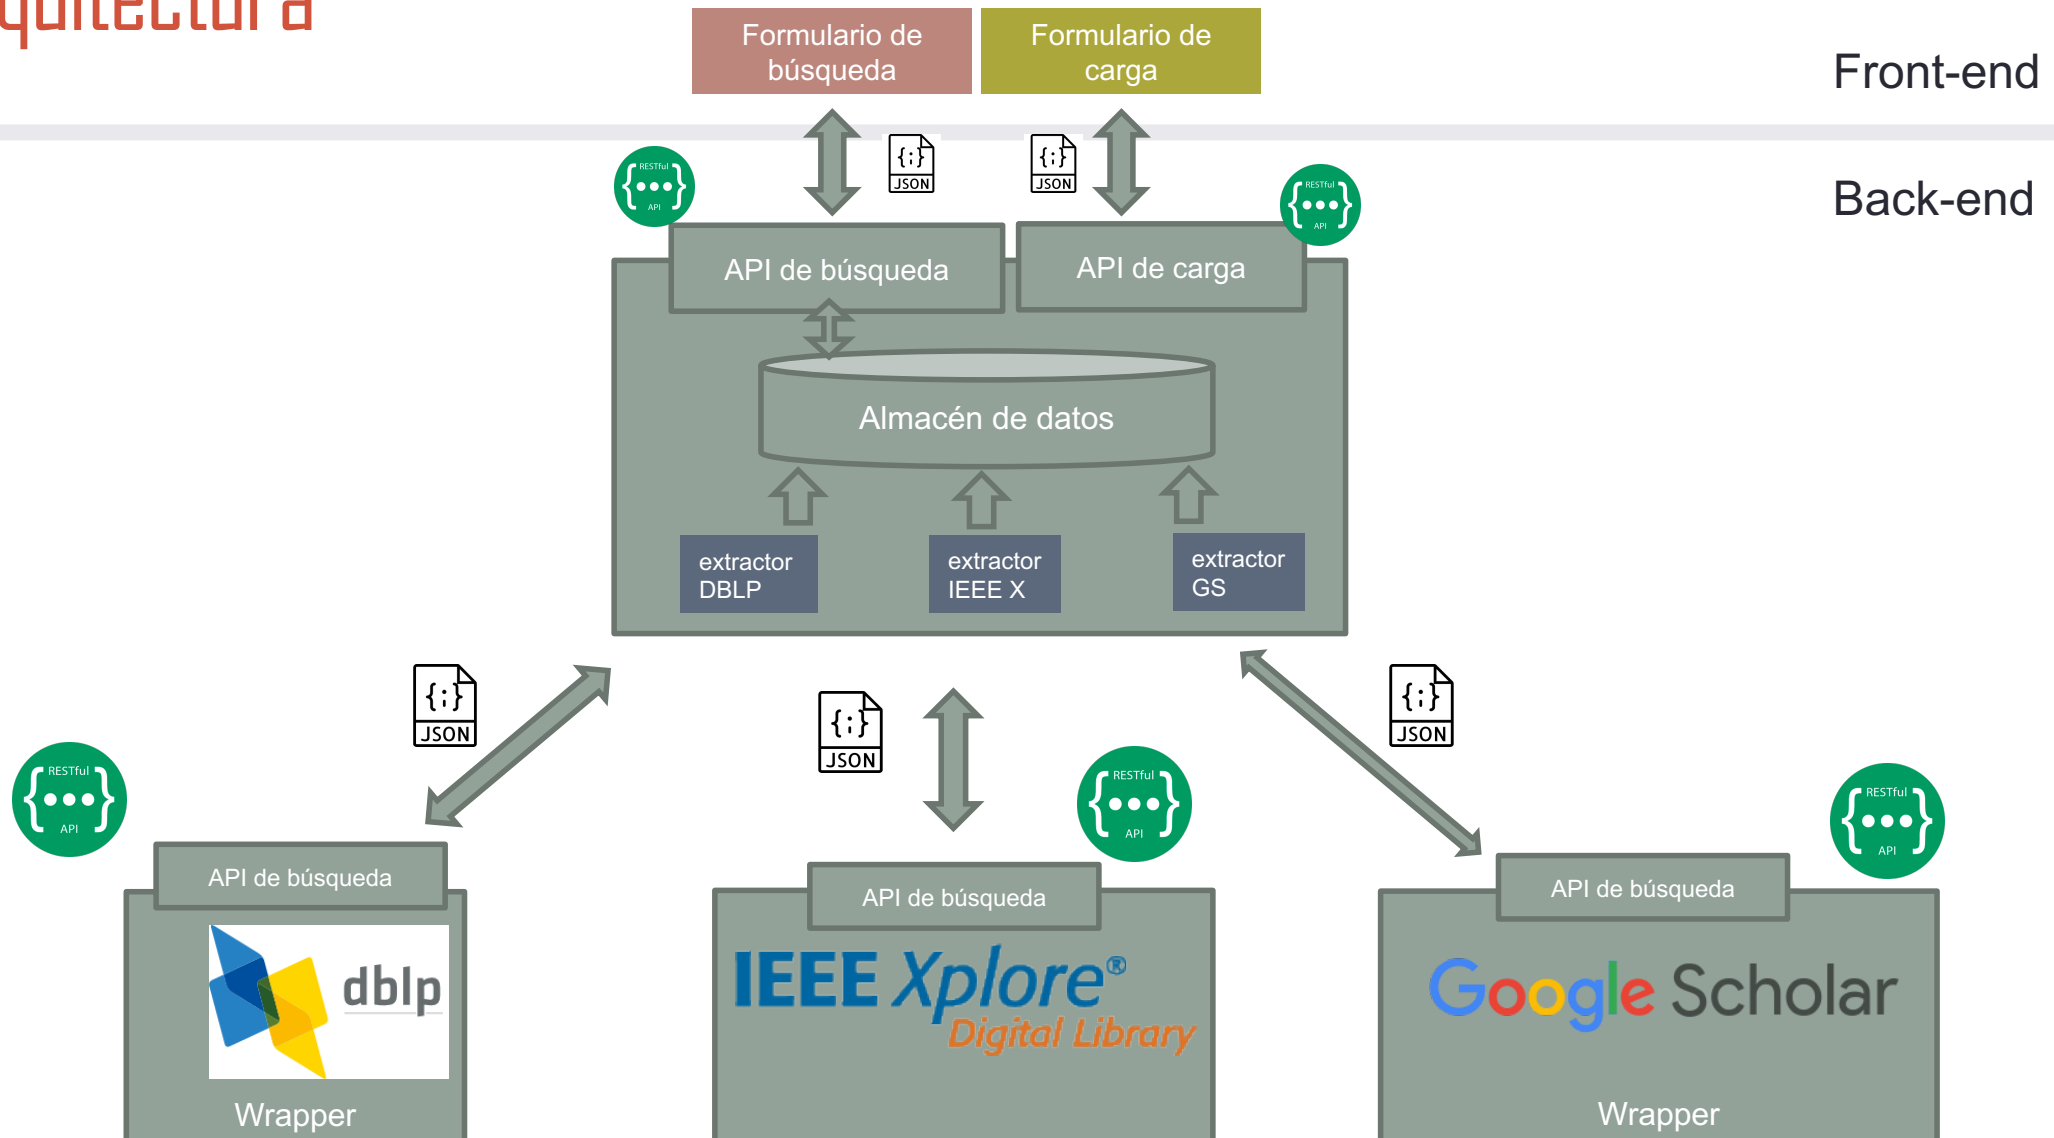 quitectura
Formulario de
búsqueda
Formulario de
carga
Front-end
{;}
JSON
{;}
JSON
RESTful
API
RESTful
API
Back-end
API de búsqueda
API de carga
Almacén de datos
extractor
DBLP
extractor
IEEE X
extractor
GS
{;}
JSON
{;}
JSON
{;}
JSON
RESTful
API
RESTful
API
RESTful
API
API de búsqueda
API de búsqueda
API de búsqueda
dblp
IEEE Xplore®
Digital Library
Google Scholar
Wrapper
Wrapper